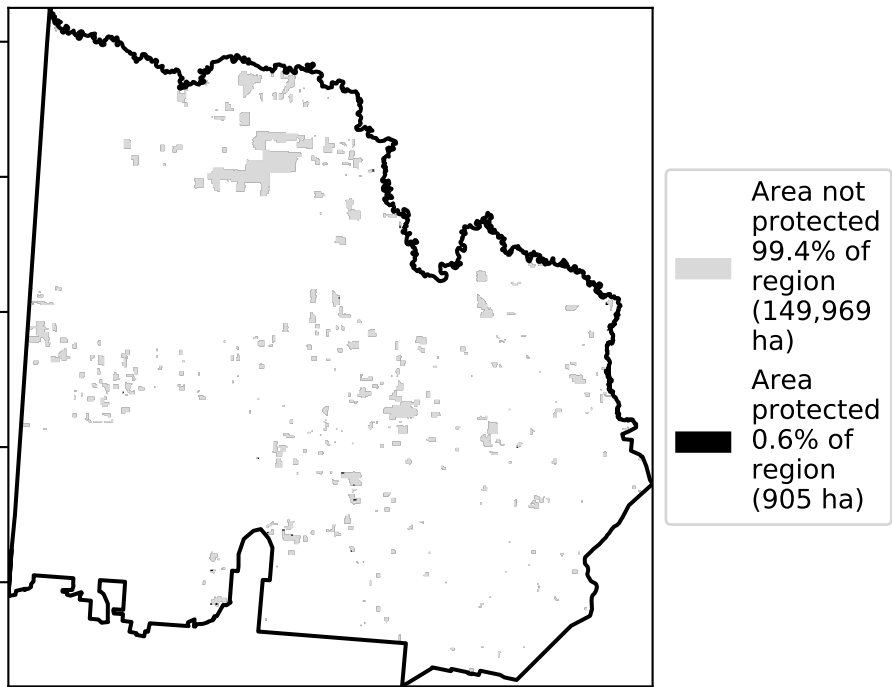 Area not
protected
99.4% of
region
(149,969
ha)
Area
protected
0.6% of
region
(905 ha)